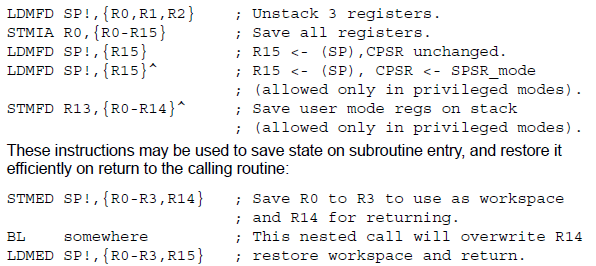 LDMFD SP!,{R0,R1,R2} ; Unstack 3 registers.
STMIA R0,{R0-R15} ; Save all registers.
LDMFD SP!,{R15} ; R15 <- (SP),CPSR unchanged.
LDMFD SP!,{R15}^ ; R15 <- (SP), CPSR <- SPSR_mode
; (allowed only in privileged modes).
STMFD R13,{R0-R14}^ ; Save user mode regs on stack
; (allowed only in privileged modes).
These instructions may be used to save state on subroutine entry, and restore it
efficiently on return to the calling routine:
STMED SP!,{R0-R3,R14} ; Save R0 to R3 to use as workspace
; and R14 for returning.
BL somewhere ; This nested call will overwrite R14
LDMED SP!,{R0-R3,R15} ; restore workspace and return.